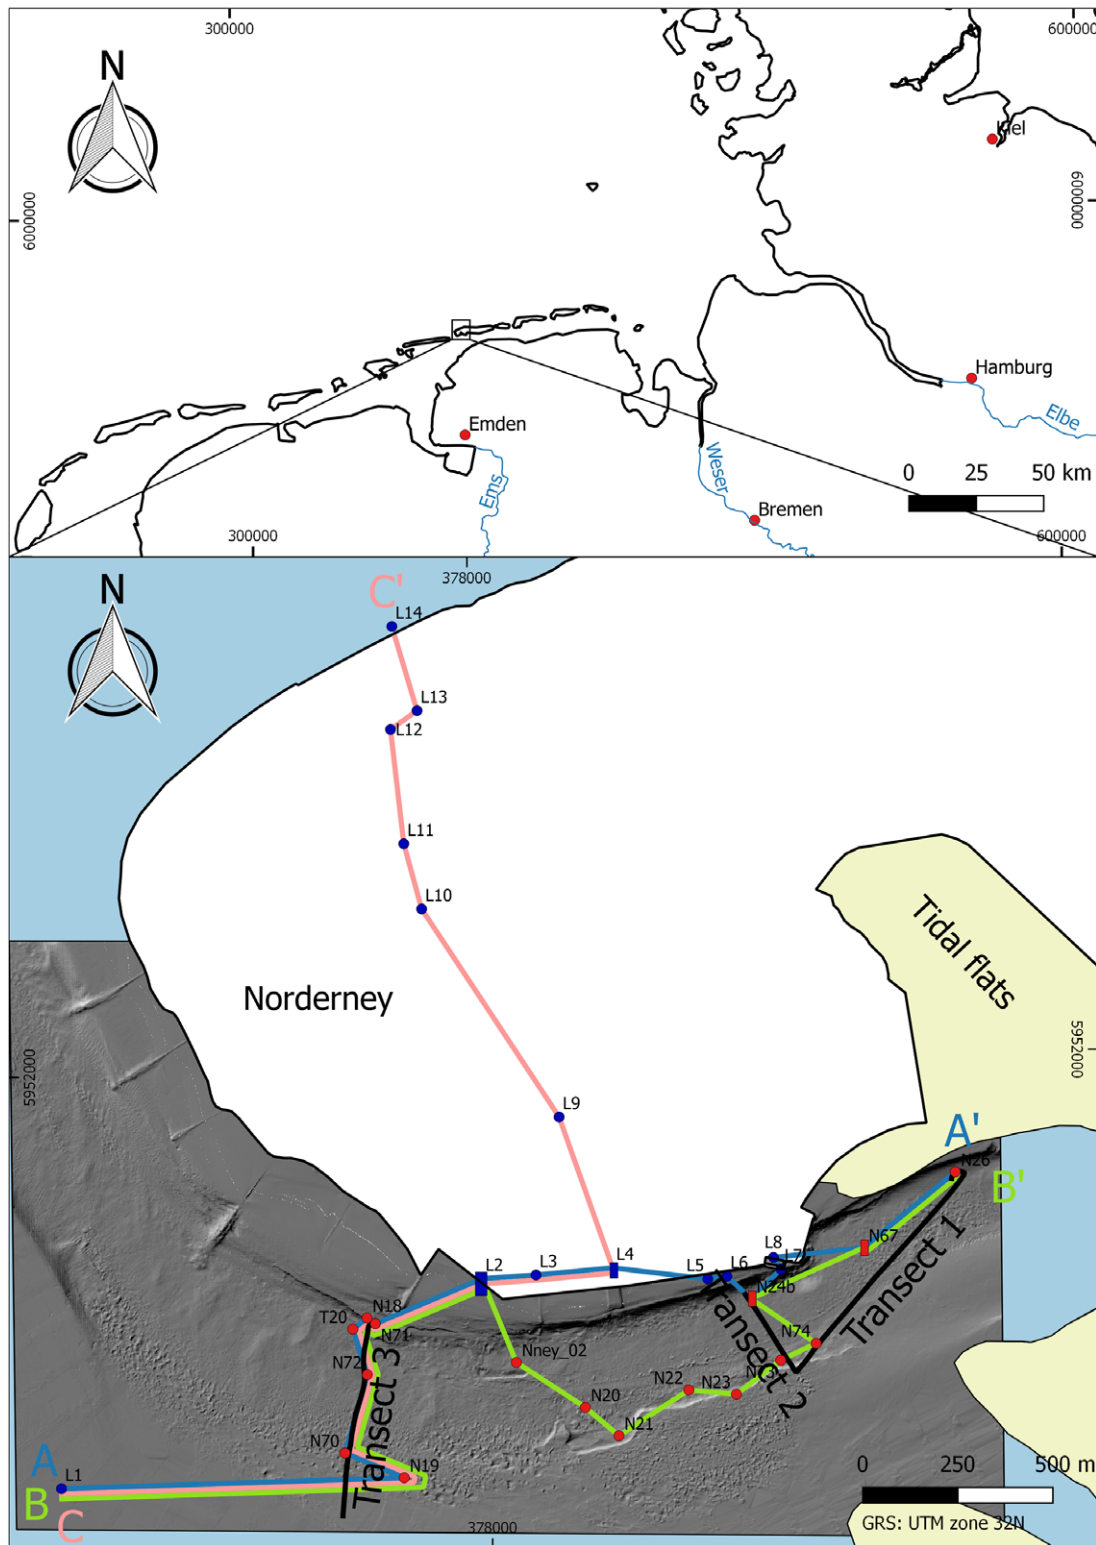 300000
600000
N
Kiel
6000000
6000000
Hamburg
Elbe
Emden
Ems
Weser
0 25 50 km
Bremen
300000
600000
378000
N
C'
L14
L13
L12
L11
L10
Tidal flats
Norderney
5952000
5952000
L9
A'
N26
B'
N67
L8
L7
L4
L3
L2
L5
L6
N24b
Transect 1
N18
T20
N71
N74
Nney_02
N72
Transect 3
Transect 2
N22
N23
N20
N21
N70
N19
A
L1
B
C
0 250 500 m
GRS: UTM zone 32N
378000